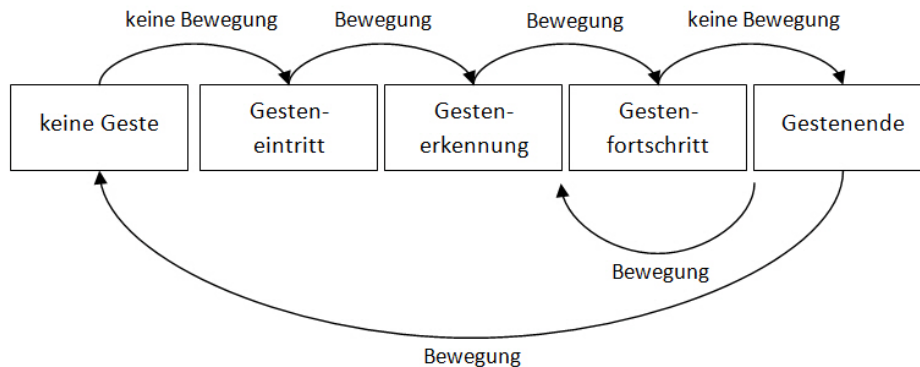 keine Bewegung
Bewegung
Bewegung
keine Bewegung
keine Geste
Gesten-
eintritt
Gesten-
erkennung
Gesten-
fortschritt
Gestenende
Bewegung
Bewegung